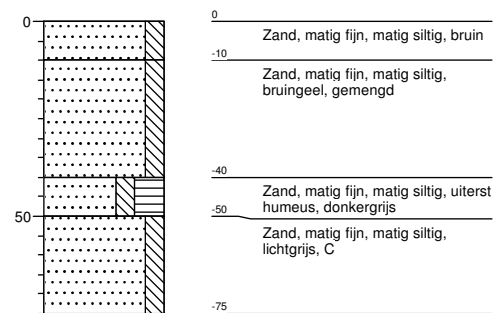 0
0
Zand, matig fijn, matig siltig, bruin
-10
Zand, matig fijn, matig siltig,
bruingeel, gemengd
-40
Zand, matig fijn, matig siltig, uiterst
humeus, donkergrijs
50
-50
Zand, matig fijn, matig siltig,
lichtgrijs, C
-75